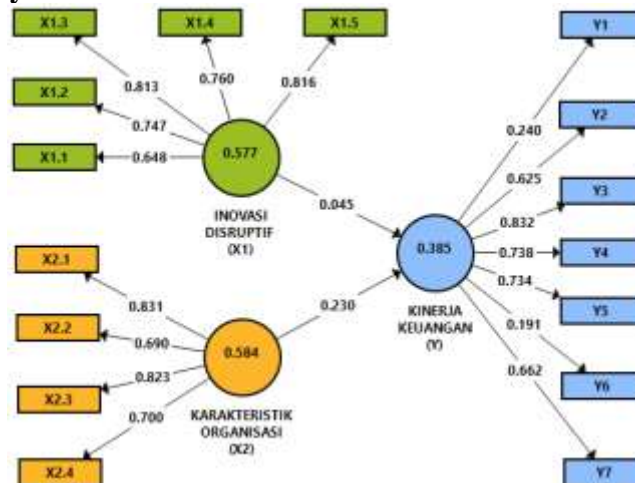 X1.3
X1.4
X1.5
Y1
X1.2
X1.1
0.813
0.760
0.816
0.747
0.648
0.577
INOVASI
DISRUPTIF
(X1)
0.045
X2.1
X2.2
X2.3
X2.4
0.831
0.690
0.823
0.700
0.584
KARAKTERISTIK
ORGANISASI
(X2)
0.230
0.385
KINERJA
KEUANGAN
(Y)
0.240
0.625
0.832
0.738
0.734
0.191
0.662
Y2
Y3
Y4
Y5
Y6
Y7